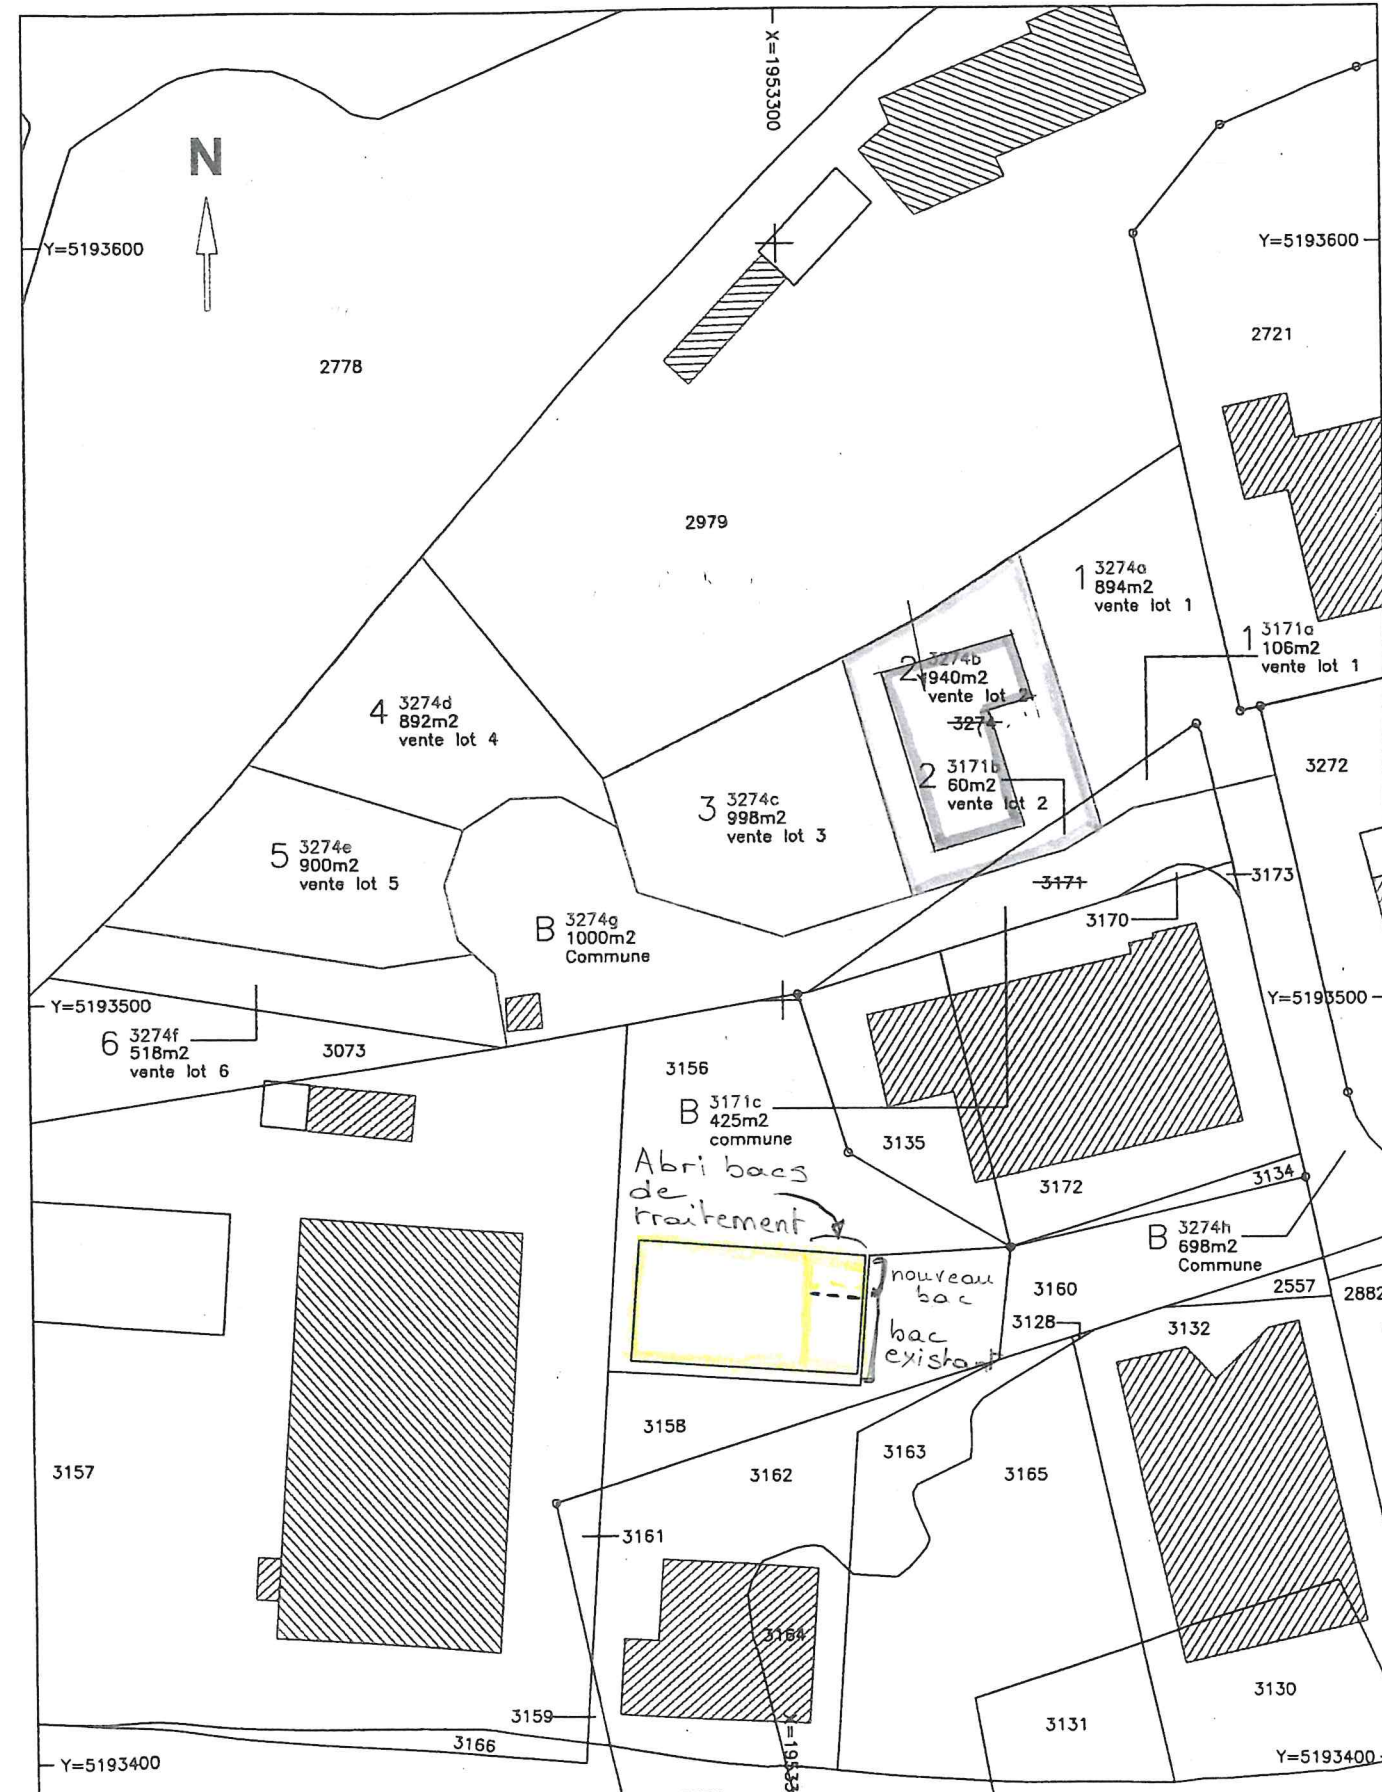 X=1953300
N
Y=5193600
Y=5193600
2721
2778
2979
1 3274a
894m2
vente lot 1
1 3171a
106m2
vente lot 1
2 3274b
940m2
vente lot 2
3274
4 3274d
892m2
vente lot 4
3272
2 3171b
60m2
vente lot 2
3 3274c
998m2
vente lot 3
5 3274e
900m2
vente lot 5
3171
3173
3170
B 3274g
1000m2
Commune
Y=5193500
Y=5193500
6 3274f
518m2
vente lot 6
3073
3156
B 3171c
425m2
commune
3135
Abri bacs
de
traitement
3172
3134
B 3274h
698m2
Commune
nouveau
bac
3160
2557
2882
3128
3132
bac
existant
3158
3163
3157
3162
3165
3161
3164
3130
3159
3131
3166
Y=5193400
Y=5193400
X=19533